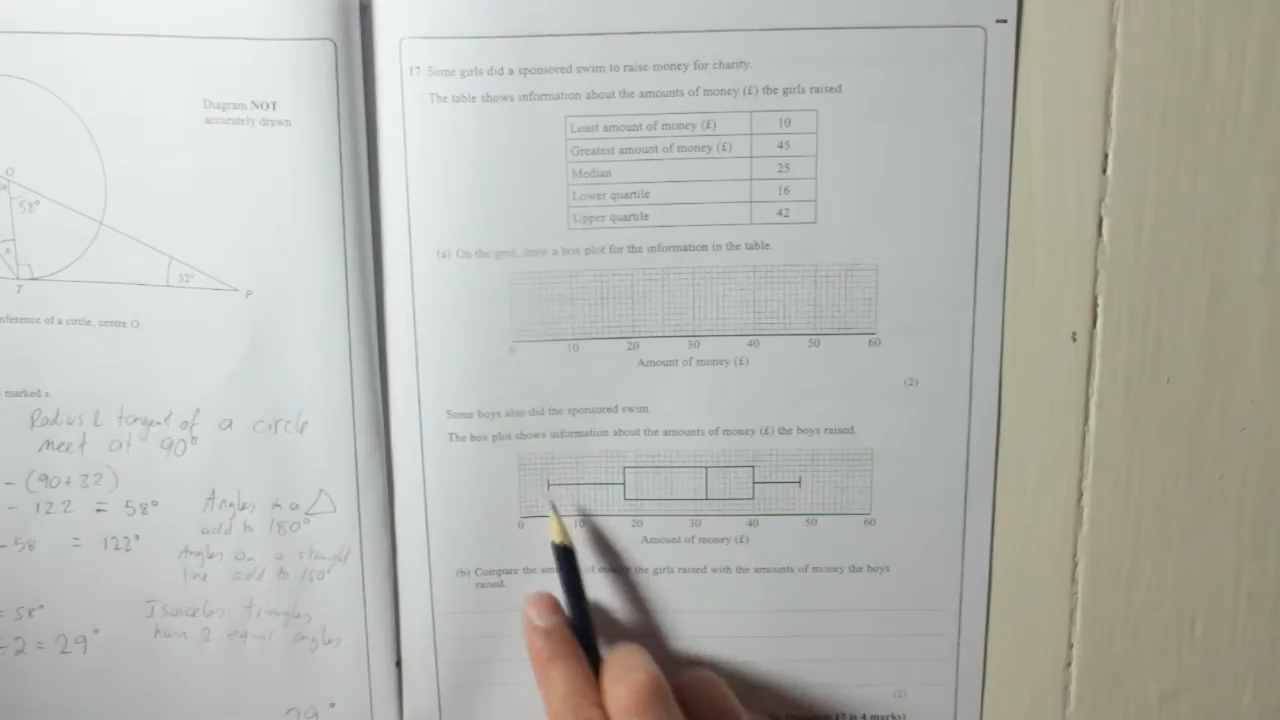 Diagram NOT
accurately drawn
O
58°
32°
T
P
circle, centre O
marked x.
Radius & tangent of a circle
meet at 90°
- (90+32)
- 122 = 58°
Angles in a △
add to 180°
- 58 = 122°
Angles on a straight
line add to 180°
= 58°
Isosceles triangles
have 2 equal angles
÷2 = 29°
29°
17. Some girls did a sponsored swim to raise money for charity.
The table shows information about the amounts of money (£) the girls raised.
Least amount of money (£) 10
Greatest amount of money (£) 45
Median 25
Lower quartile 16
Upper quartile 42
(a) On the grid, draw a box plot for the information in the table.
0 10 20 30 40 50 60
Amount of money (£)
(2)
Some boys also did the sponsored swim.
The box plot shows information about the amounts of money (£) the boys raised.
0 10 20 30 40 50 60
Amount of money (£)
(b) Compare the of the girls raised with the amounts of money the boys
raised.
(2)
17 is 4 marks)